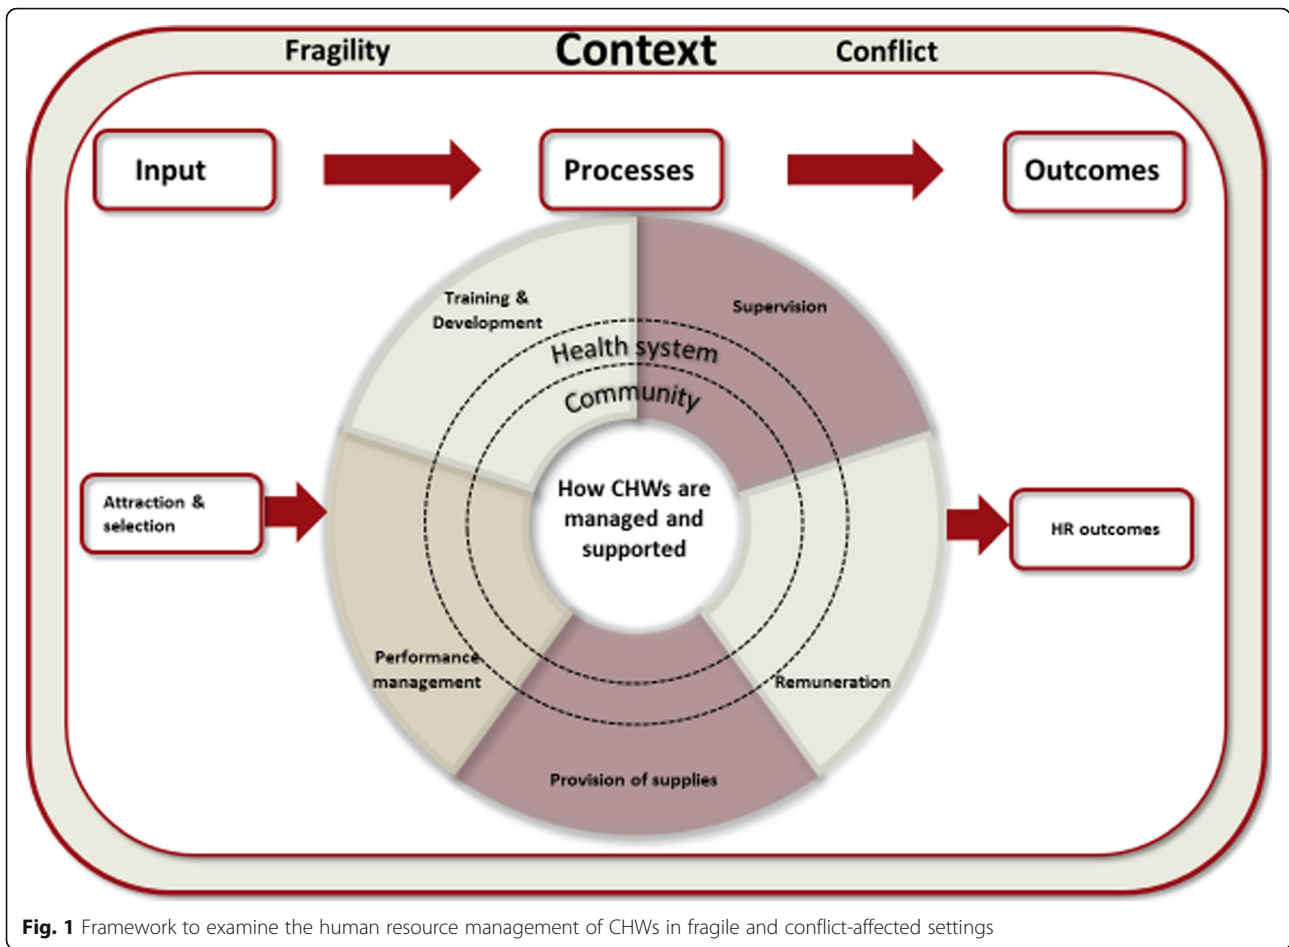 Fragility Context Conflict
Input
Processes
Outcomes
Training &
Development
Supervision
Health system
Community
How CHWs are
managed and
supported
Attraction &
selection
HR outcomes
Performance
management
Remuneration
Provision of supplies
Fig. 1 Framework to examine the human resource management of CHWs in fragile and conflict-affected settings